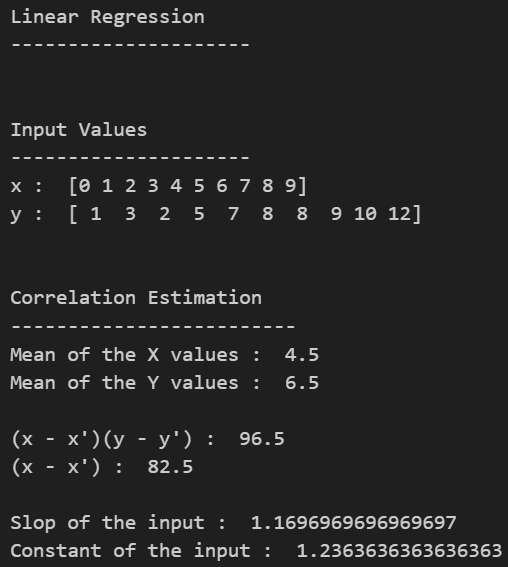 Linear Regression
---------------------
Input Values
---------------------
x :  [0 1 2 3 4 5 6 7 8 9]
y :  [ 1  3  2  5  7  8  8  9 10 12]
Correlation Estimation
-------------------------
Mean of the X values :  4.5
Mean of the Y values :  6.5
(x - x')(y - y') :  96.5
(x - x') :  82.5
Slop of the input :  1.1696969696969697
Constant of the input :  1.2363636363636363